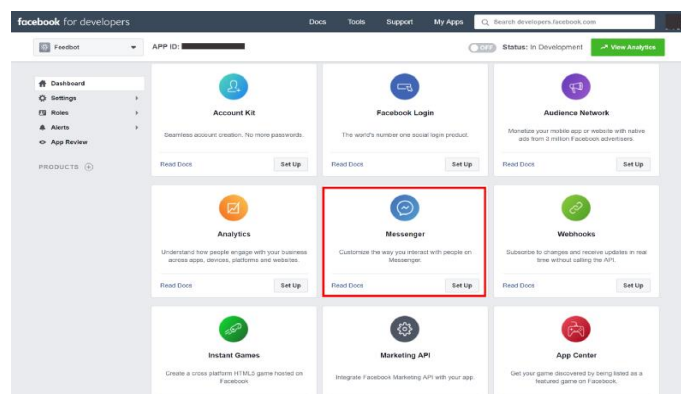 facebook for developers
Docs Tools Support My Apps Search developers.facebook.com
Feedbot APP ID: OFF Status: In Development View Analytics
Dashboard
Settings
Roles
Alerts
App Review
PRODUCTS
Account Kit
Seamless account creation. No more passwords.
Read Docs Set Up
Facebook Login
The world's number one social login product.
Read Docs Set Up
Audience Network
Monetize your mobile app or website with native
ads from 3 million Facebook advertisers.
Read Docs Set Up
Analytics
Understand how people engage with your business
across apps, devices, platforms and websites.
Read Docs Set Up
Messenger
Customize the way you interact with people on
Messenger.
Read Docs Set Up
Webhooks
Subscribe to changes and receive updates in real
time without calling the API.
Read Docs Set Up
Instant Games
Create a cross platform HTML5 game hosted on
Facebook
Marketing API
Integrate Facebook Marketing API with your app.
App Center
Get your game discovered by being listed as a
featured game on Facebook.